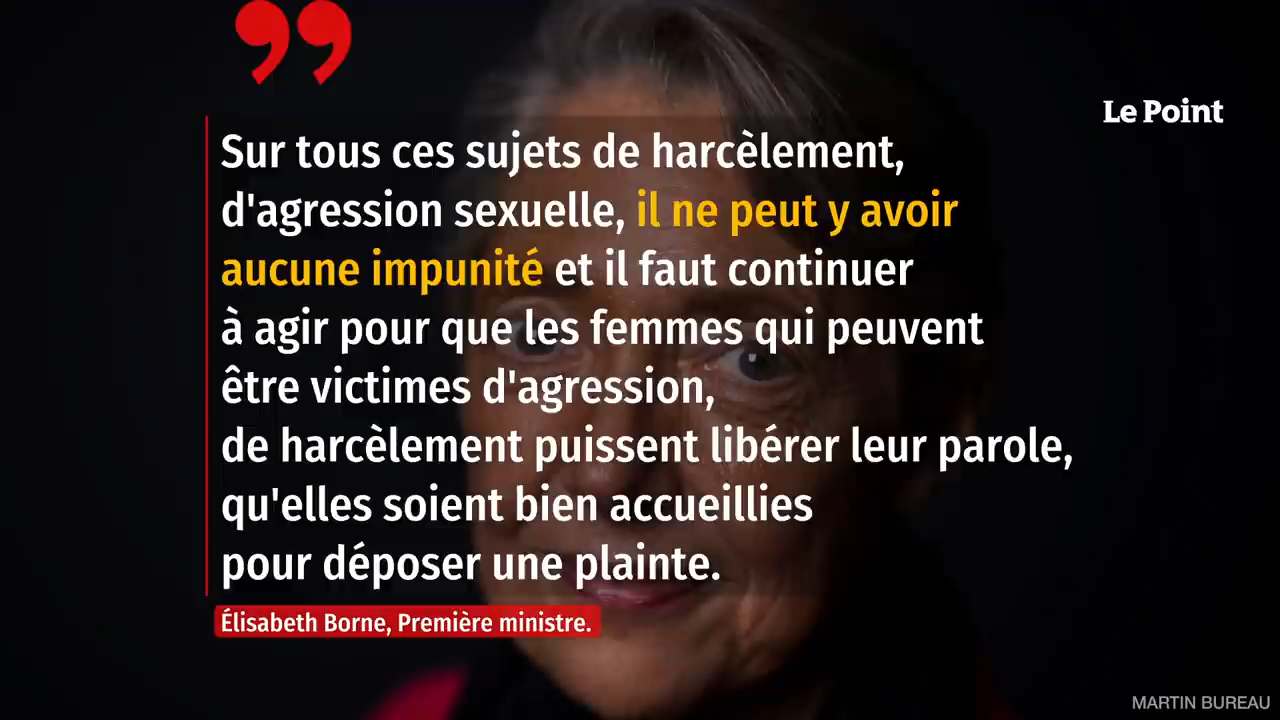 Le Point
Sur tous ces sujets de harcèlement,
d'agression sexuelle, il ne peut y avoir
aucune impunité et il faut continuer
à agir pour que les femmes qui peuvent
être victimes d'agression,
de harcèlement puissent libérer leur parole,
qu'elles soient bien accueillies
pour déposer une plainte.
Élisabeth Borne, Première ministre.
MARTIN BUREAU